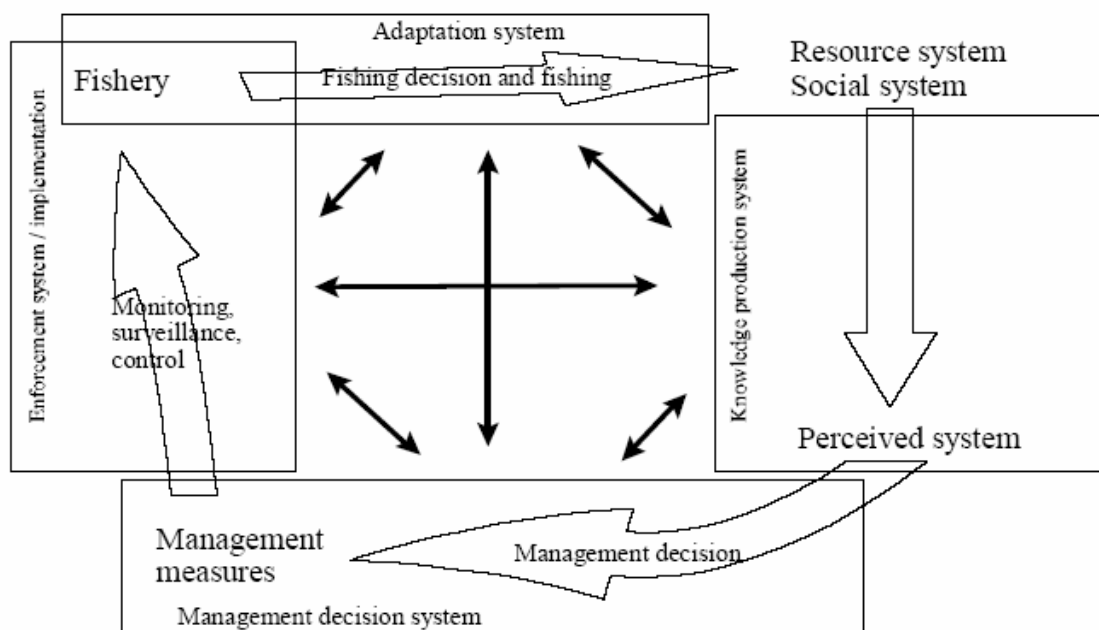 Adaptation system
Fishery
Fishing decision and fishing
Resource system
Social system
Enforcement system / implementation
Monitoring,
surveillance,
control
Knowledge production system
Perceived system
Management
measures
Management decision
Management decision system